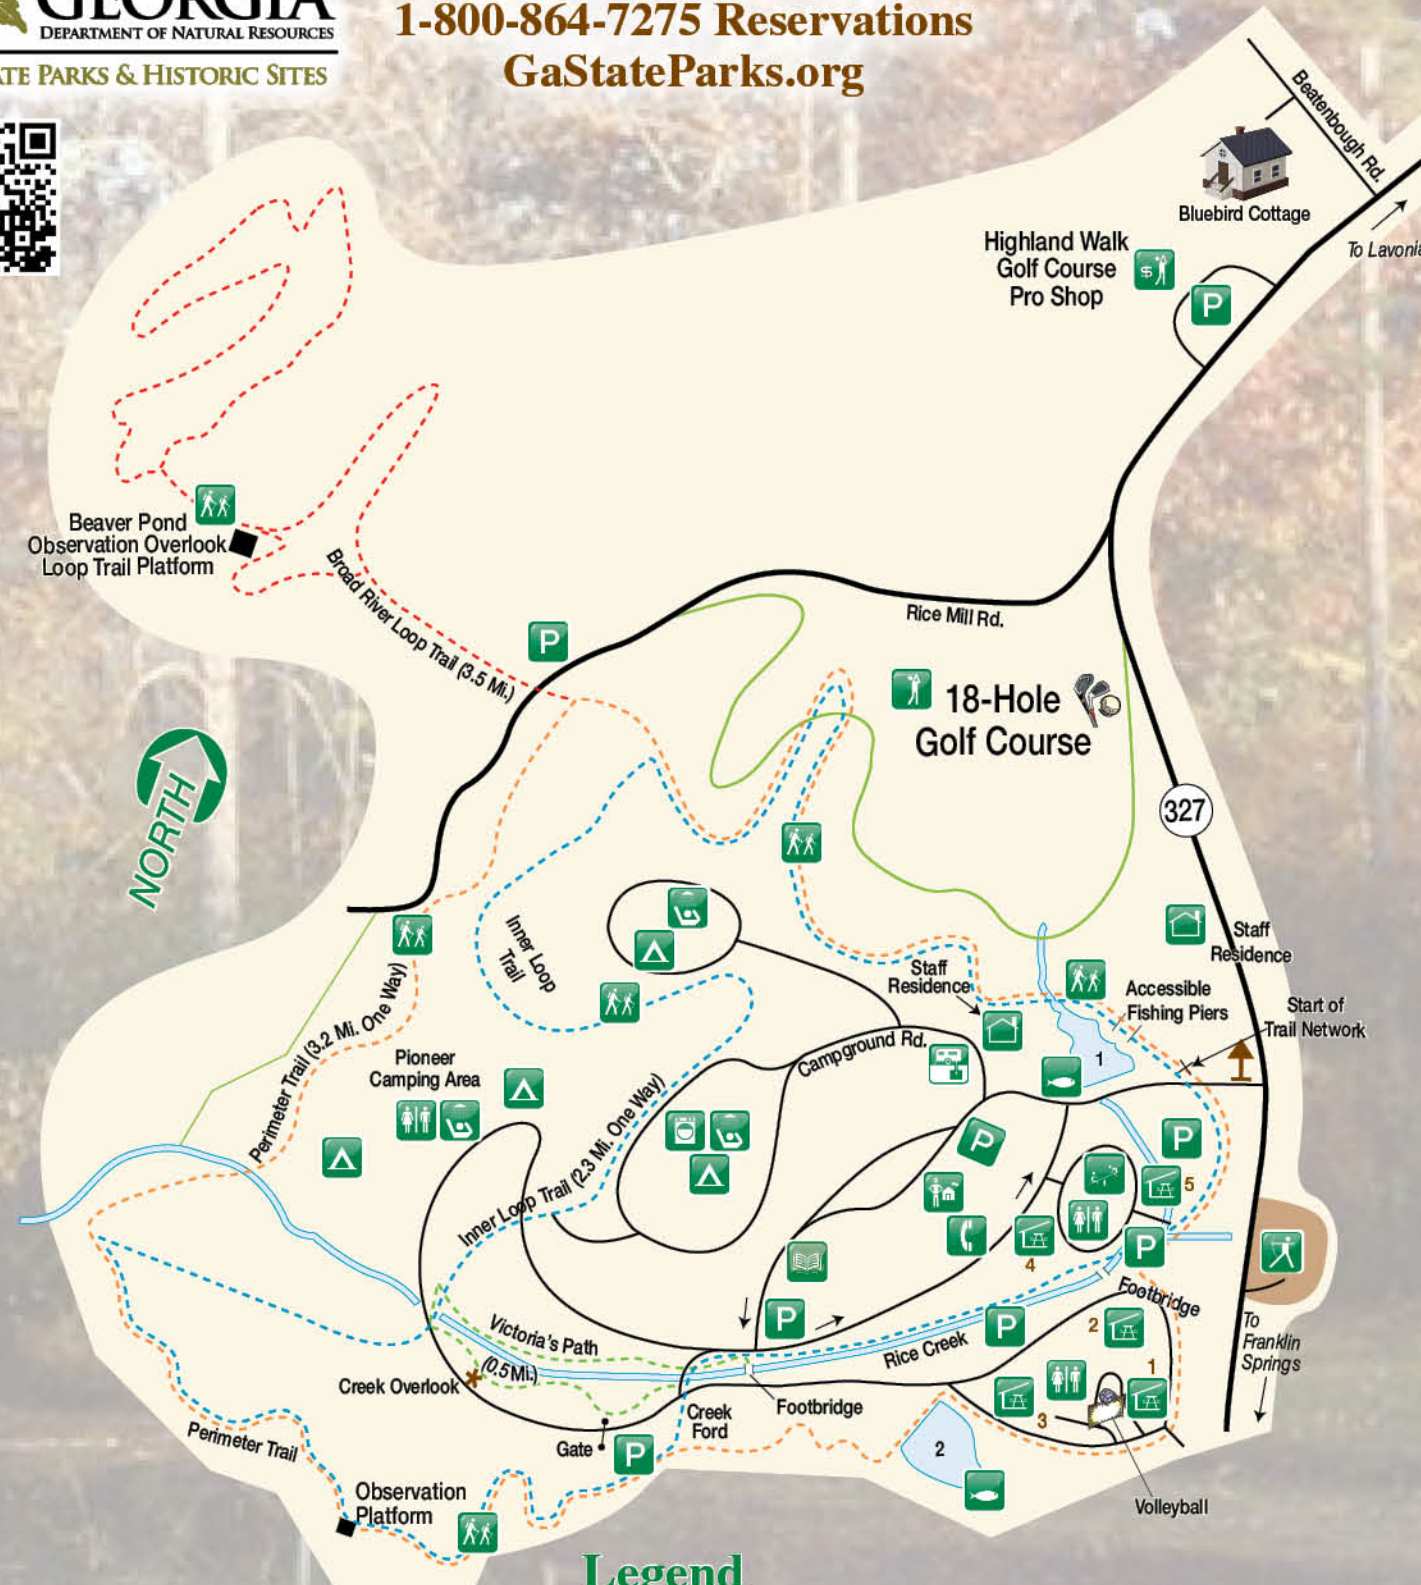 GEORGIA
DEPARTMENT OF NATURAL RESOURCES
PARKS & HISTORIC SITES
1-800-864-7275 Reservations
GaStateParks.org
Beatenbough Rd.
Bluebird Cottage
To Lavonia
Highland Walk
Golf Course
Pro Shop
$
P
Beaver Pond
Observation Overlook
Loop Trail Platform
Broad River Loop Trail (3.5 Mi.)
P
Rice Mill Rd.
18-Hole
Golf Course
NORTH
327
Inner Loop
Trail
Staff
Residence
Staff
Residence
Accessible
Fishing Piers
Start of
Trail Network
Perimeter Trail (3.2 Mi. One Way)
Pioneer
Camping Area
Campground Rd.
1
Inner Loop Trail (2.3 Mi. One Way)
P
P
5
4
P
Footbridge
P
P
Rice Creek
2
1
3
To
Franklin
Springs
Victoria's Path
(0.5 Mi.)
Creek Overlook
Creek
Ford
Footbridge
Gate
P
2
Volleyball
Perimeter Trail
Observation
Platform
Legend